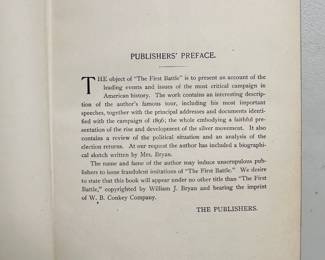 PUBLISHERS' PREFACE.
THE object of "The First Battle" is to present an account of the
leading events and issues of the most critical campaign in
American history. The work contains an interesting descrip-
tion of the author's famous tour, including his most important
speeches, together with the principal addresses and documents identi-
fied with the campaign of 1896; the whole embodying a faithful pre-
sentation of the rise and development of the silver movement. It also
contains a review of the political situation and an analysis of the
election returns. At our request the author has included a biographi-
cal sketch written by Mrs. Bryan.
The name and fame of the author may induce unscrupulous pub-
lishers to issue fraudulent imitations of "The First Battle." We desire
to state that this book will appear under no other title than "The First
Battle," copyrighted by William J. Bryan and bearing the imprint
of W. B. Conkey Company.
THE PUBLISHERS.